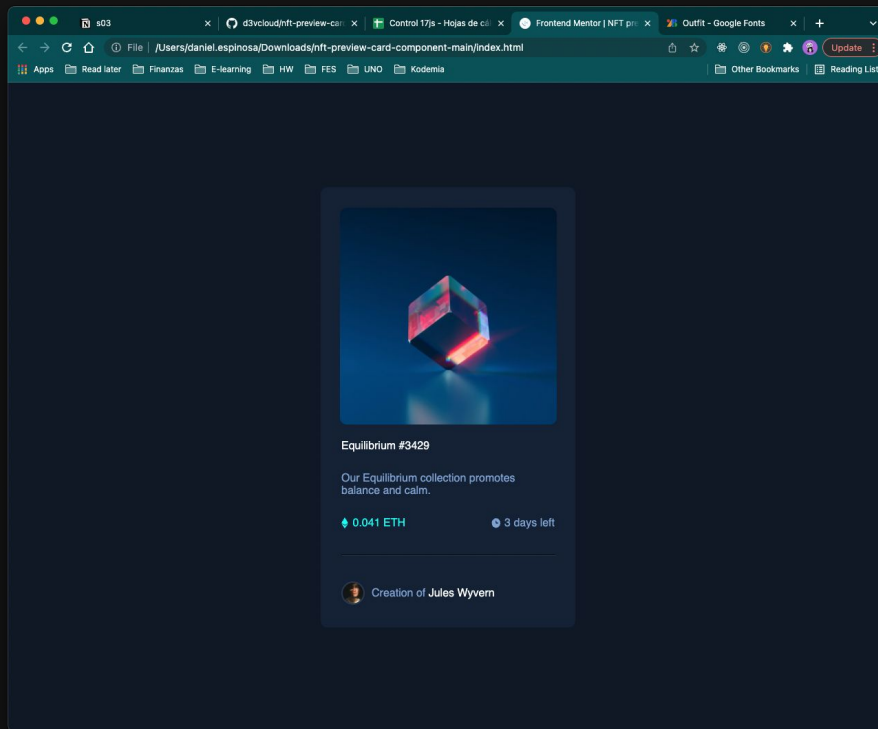 s03
d3vcloud/nft-preview-car
Control 17js - Hojas de cál
Frontend Mentor | NFT pre
Outfit - Google Fonts
File
/Users/daniel.espinosa/Downloads/nft-preview-card-component-main/index.html
Update
Apps
Read later
Finanzas
E-learning
HW
FES
UNO
Kodemia
Other Bookmarks
Reading List
Equilibrium #3429
Our Equilibrium collection promotes
balance and calm.
0.041 ETH
3 days left
Creation of Jules Wyvern